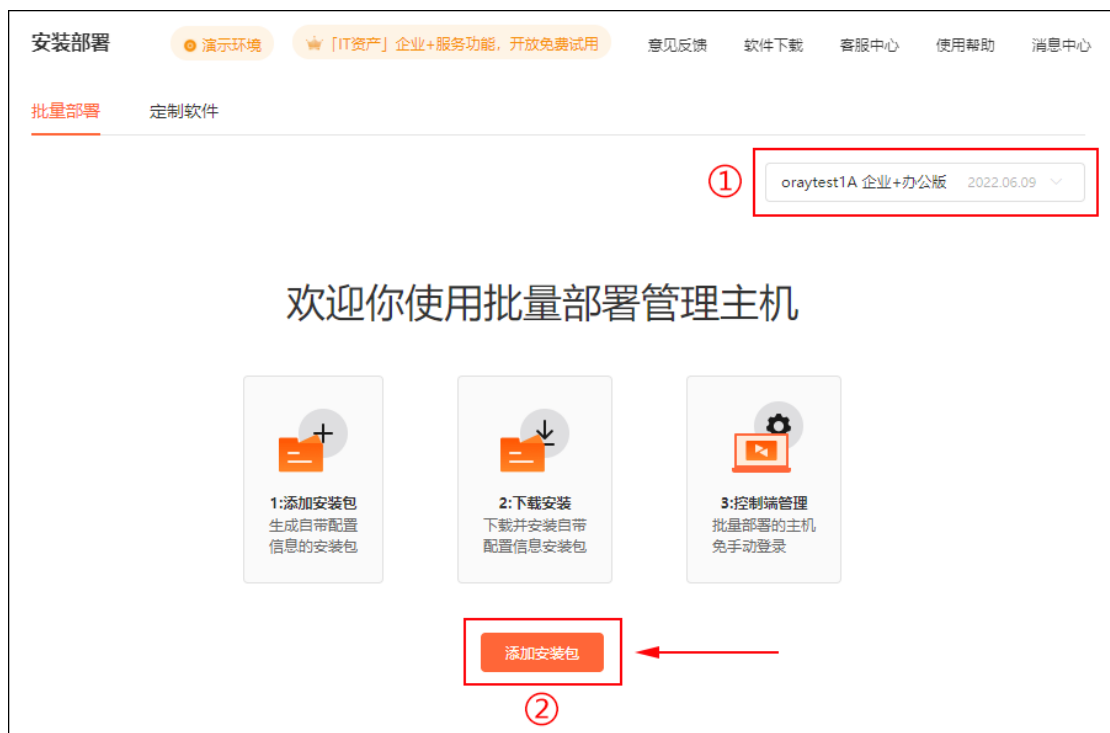 安装部署 演示环境 「IT资产」企业+服务功能，开放免费试用 意见反馈 软件下载 客服中心 使用帮助 消息中心
批量部署 定制软件
① oraytest1A 企业+办公版 2022.06.09
欢迎你使用批量部署管理主机
1:添加安装包
生成自带配置
信息的安装包
2:下载安装
下载并安装自带
配置信息安装包
3:控制端管理
批量部署的主机
免手动登录
添加安装包
②